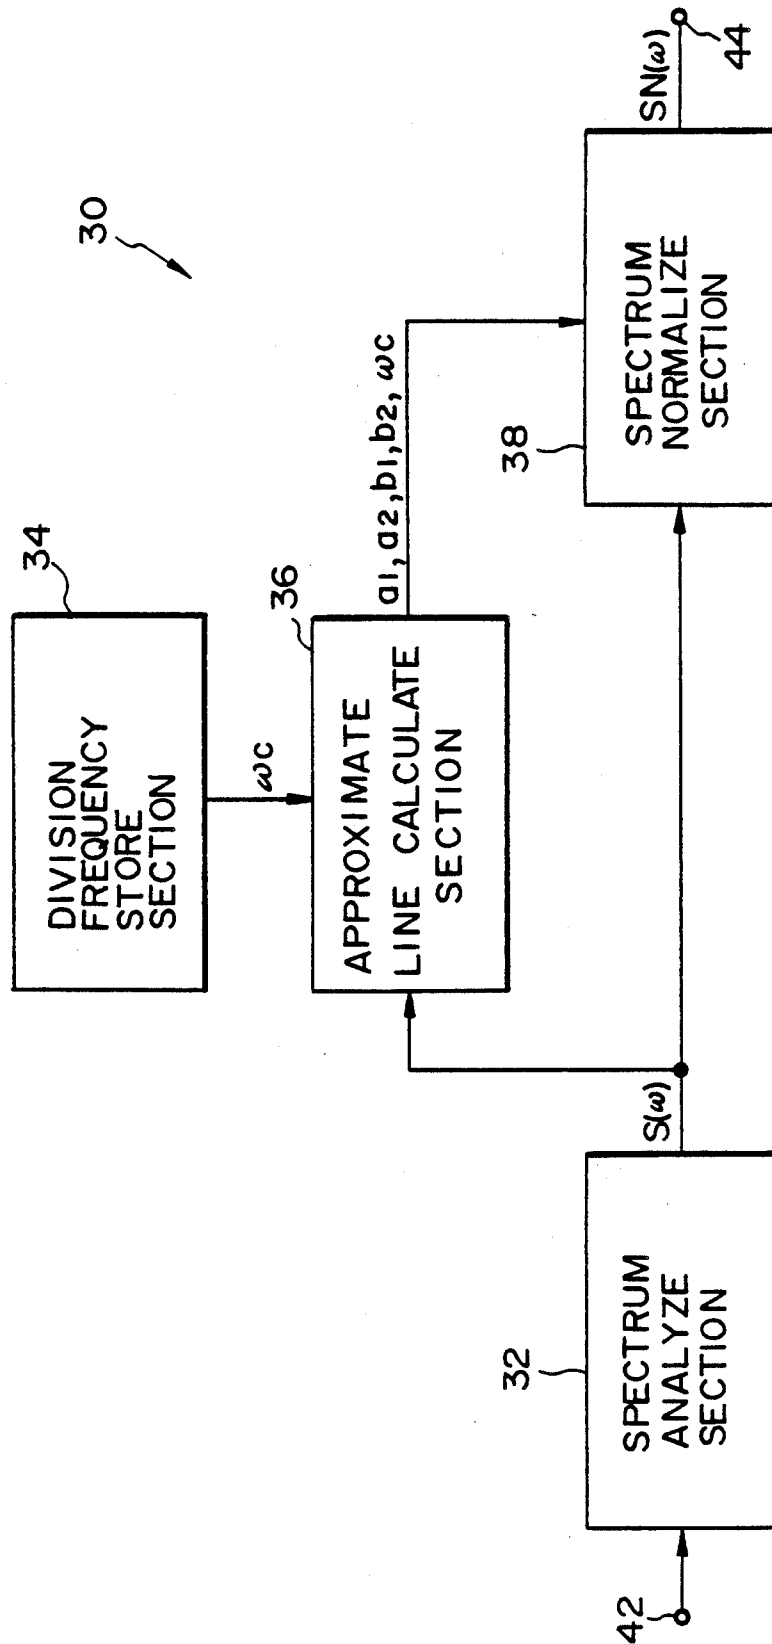 30
34
DIVISION
FREQUENCY
STORE
SECTION
ωc
36
APPROXIMATE
LINE CALCULATE
SECTION
a1, a2, b1, b2, ωc
42
32
SPECTRUM
ANALYZE
SECTION
S(ω)
38
SPECTRUM
NORMALIZE
SECTION
SN(ω)
44